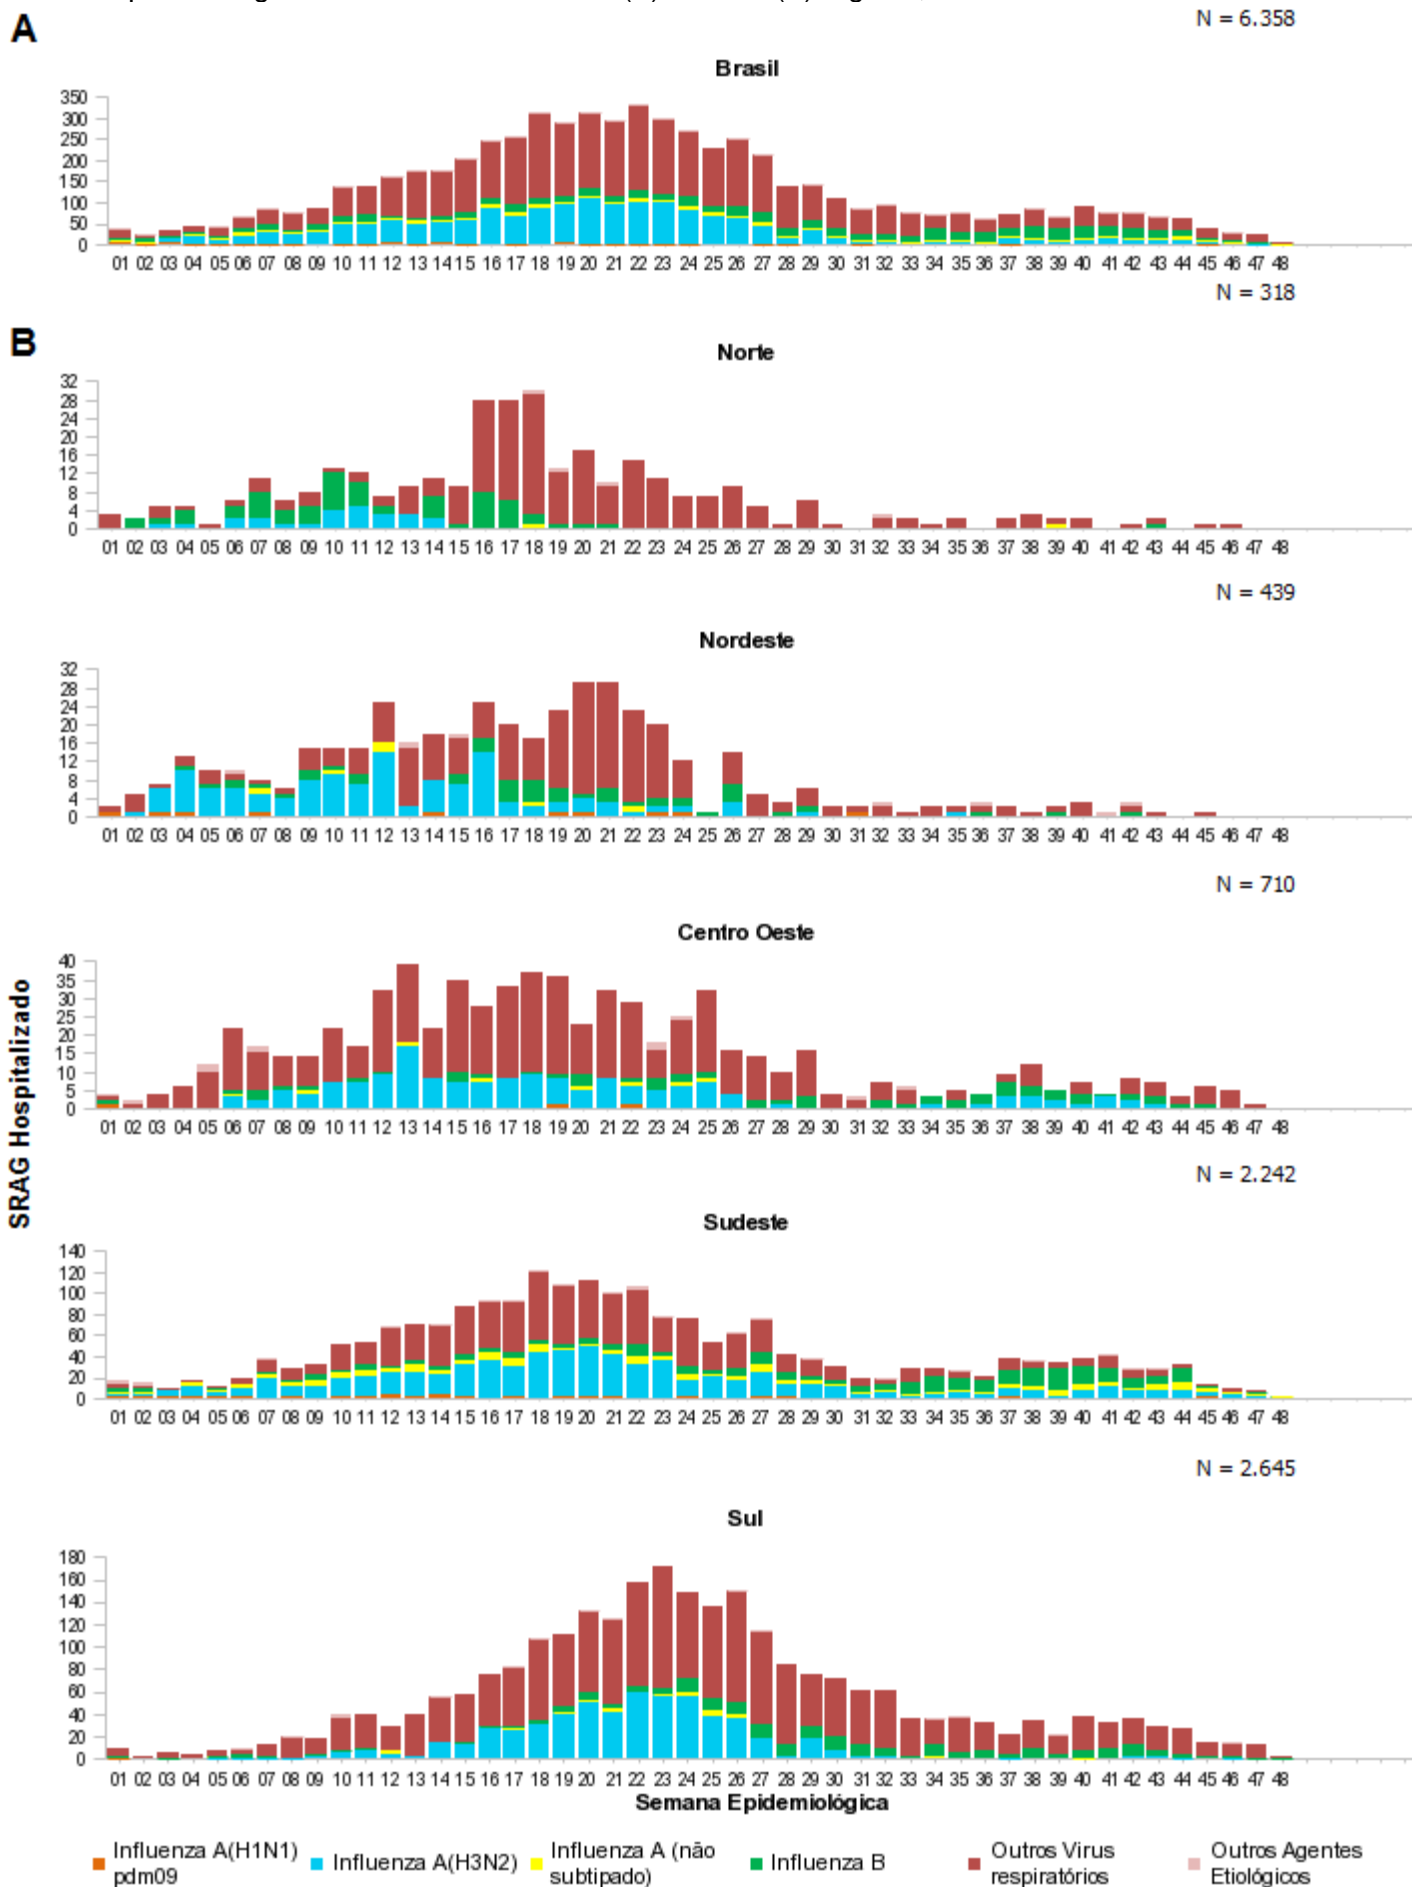 A
N = 6.358
Brasil
350
300
250
200
150
100
50
0
01 02 03 04 05 06 07 08 09 10 11 12 13 14 15 16 17 18 19 20 21 22 23 24 25 26 27 28 29 30 31 32 33 34 35 36 37 38 39 40 41 42 43 44 45 46 47 48
N = 318
B
Norte
32
28
24
20
16
12
8
4
0
01 02 03 04 05 06 07 08 09 10 11 12 13 14 15 16 17 18 19 20 21 22 23 24 25 26 27 28 29 30 31 32 33 34 35 36 37 38 39 40 41 42 43 44 45 46 47 48
N = 439
Nordeste
32
28
24
20
16
12
8
4
0
01 02 03 04 05 06 07 08 09 10 11 12 13 14 15 16 17 18 19 20 21 22 23 24 25 26 27 28 29 30 31 32 33 34 35 36 37 38 39 40 41 42 43 44 45 46 47 48
N = 710
Centro Oeste
40
35
30
25
20
15
10
5
0
01 02 03 04 05 06 07 08 09 10 11 12 13 14 15 16 17 18 19 20 21 22 23 24 25 26 27 28 29 30 31 32 33 34 35 36 37 38 39 40 41 42 43 44 45 46 47 48
SRAG Hospitalizado
N = 2.242
Sudeste
140
120
100
80
60
40
20
0
01 02 03 04 05 06 07 08 09 10 11 12 13 14 15 16 17 18 19 20 21 22 23 24 25 26 27 28 29 30 31 32 33 34 35 36 37 38 39 40 41 42 43 44 45 46 47 48
N = 2.645
Sul
180
160
140
120
100
80
60
40
20
0
01 02 03 04 05 06 07 08 09 10 11 12 13 14 15 16 17 18 19 20 21 22 23 24 25 26 27 28 29 30 31 32 33 34 35 36 37 38 39 40 41 42 43 44 45 46 47 48
Semana Epidemiológica
Influenza A(H1N1)
pdm09
Influenza A(H3N2)
Influenza A (não
subtipado)
Influenza B
Outros Virus
respiratórios
Outros Agentes
Etiológicos